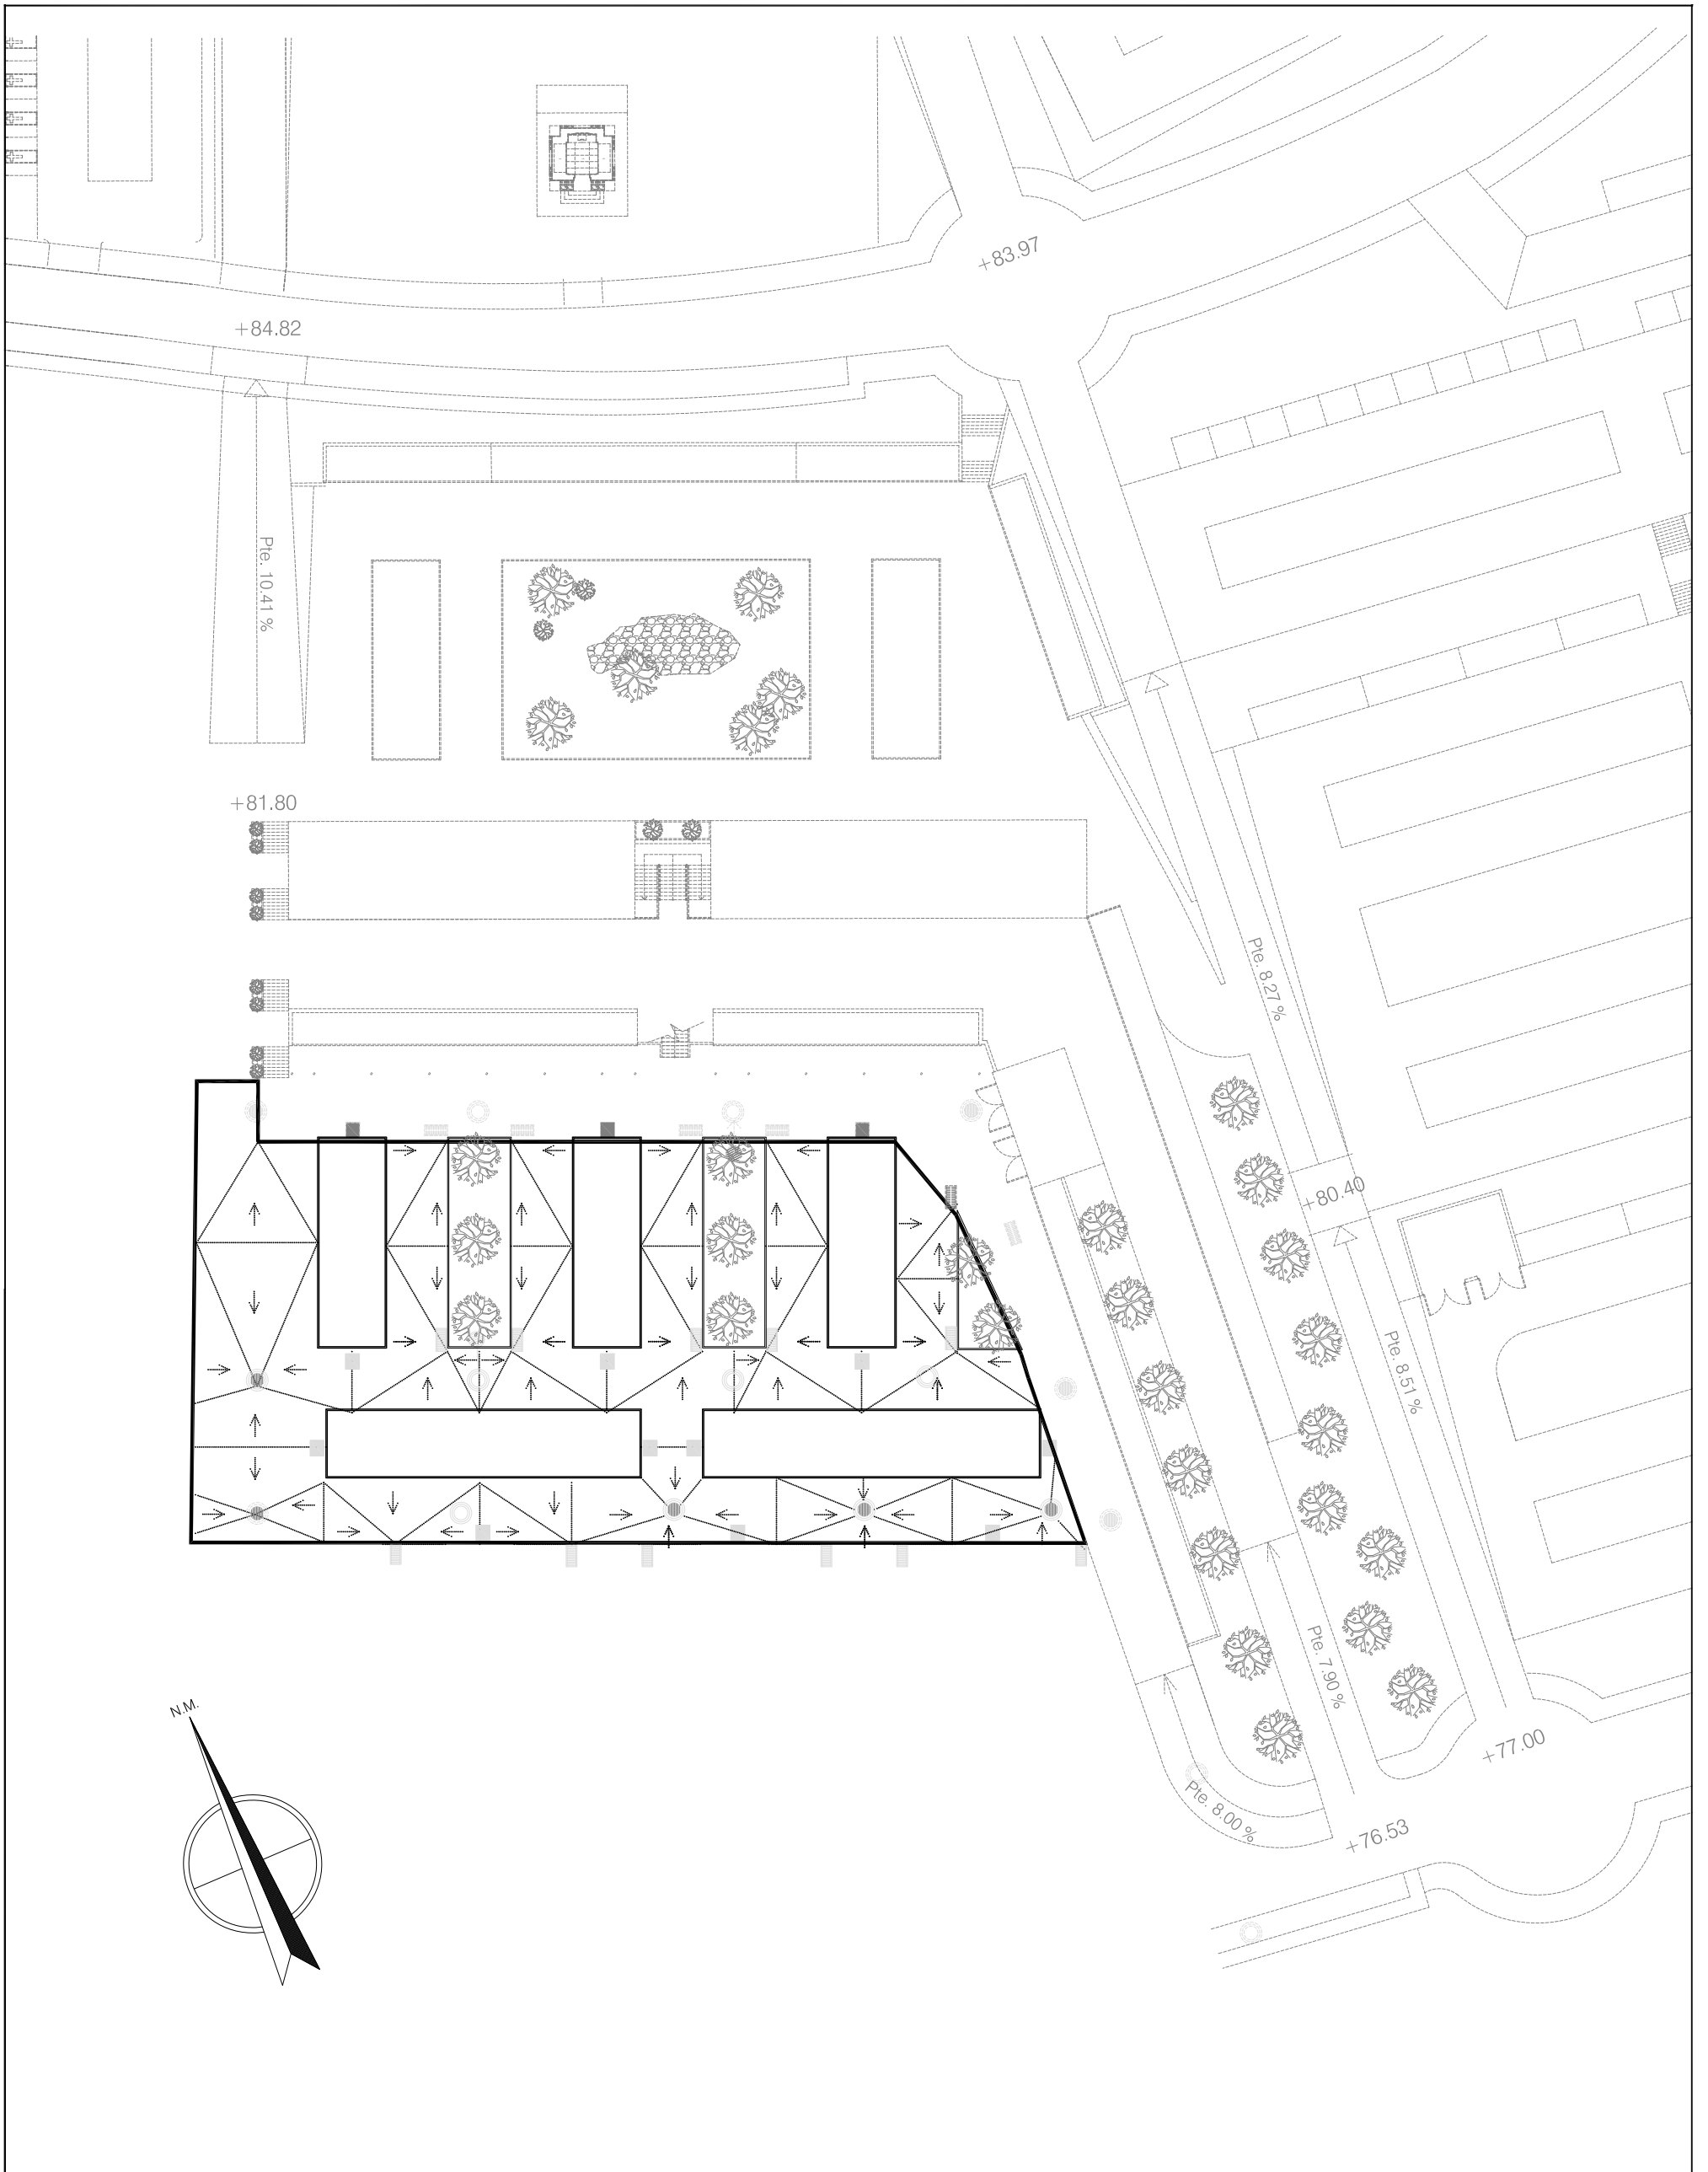 +83.97
+84.82
Pte. 10.41 %
+81.80
Pte. 8.27 %
+80.40
Pte. 8.51 %
Pte. 7.90 %
N.M.
+77.00
Pte. 8.00 %
+76.53